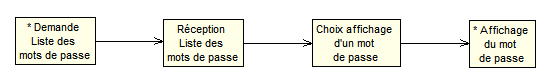 * Demande
Liste des
mots de passe
Réception
Liste des
mots de passe
Choix affichage
d'un mot
de passe
* Affichage
du mot
de passe